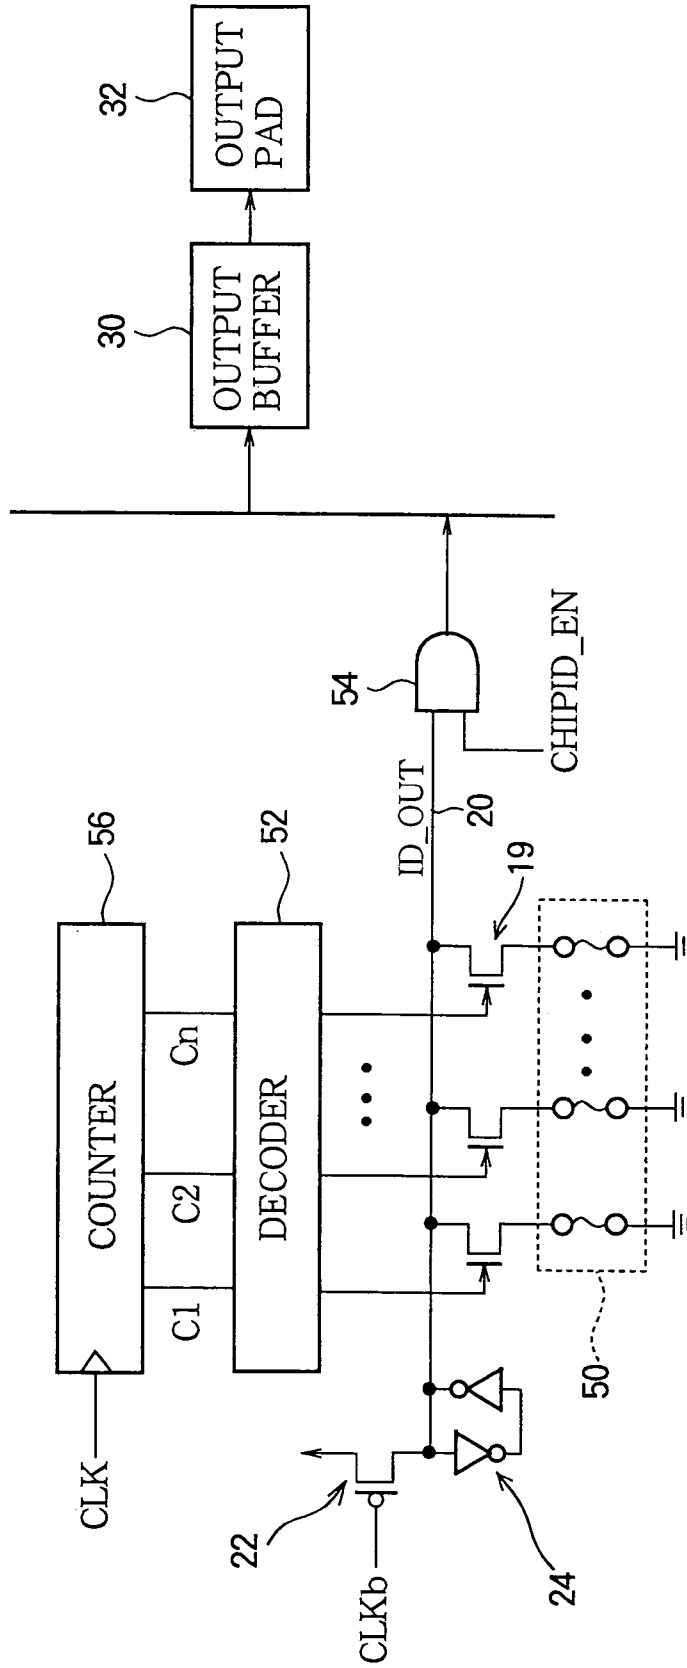 CLK
COUNTER
56
C1
C2
Cn
DECODER
52
CLKb
22
24
ID_OUT
20
19
50
54
CHIPID_EN
30
OUTPUT
BUFFER
32
OUTPUT
PAD